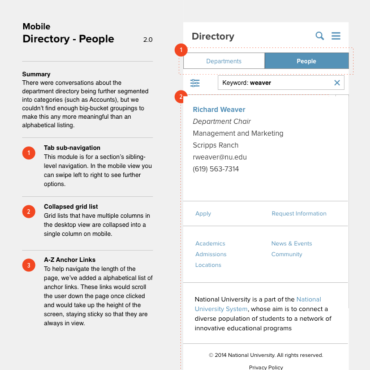 Mobile
Directory - People 2.0
Summary
There were conversations about the
department directory being further segmented
into categories (such as Accounts), but we
couldn't find enough big-bucket groupings to
make this any more meaningful than an
alphabetical listing.
1
Tab sub-navigation
This module is for a section's sibling-
level navigation. In the mobile view you
can swipe left to right to see further
options.
2
Collapsed grid list
Grid lists that have multiple columns in
the desktop view are collapsed into a
single column on mobile.
3
A-Z Anchor Links
To help navigate the length of the
page, we've added a alphabetical list of
anchor links. These links would scroll
the user down the page once clicked
and would take up the height of the
screen, staying sticky so that they are
always in view.
Directory
1
Departments People
Keyword: weaver
2
Richard Weaver
Department Chair
Management and Marketing
Scripps Ranch
rweaver@nu.edu
(619) 563-7314
Apply Request Information
Academics News & Events
Admissions Community
Locations
National University is a part of the National
University System, whose aim is to connect a
diverse population of students to a network of
innovative educational programs
© 2014 National University. All rights reserved.
Privacy Policy